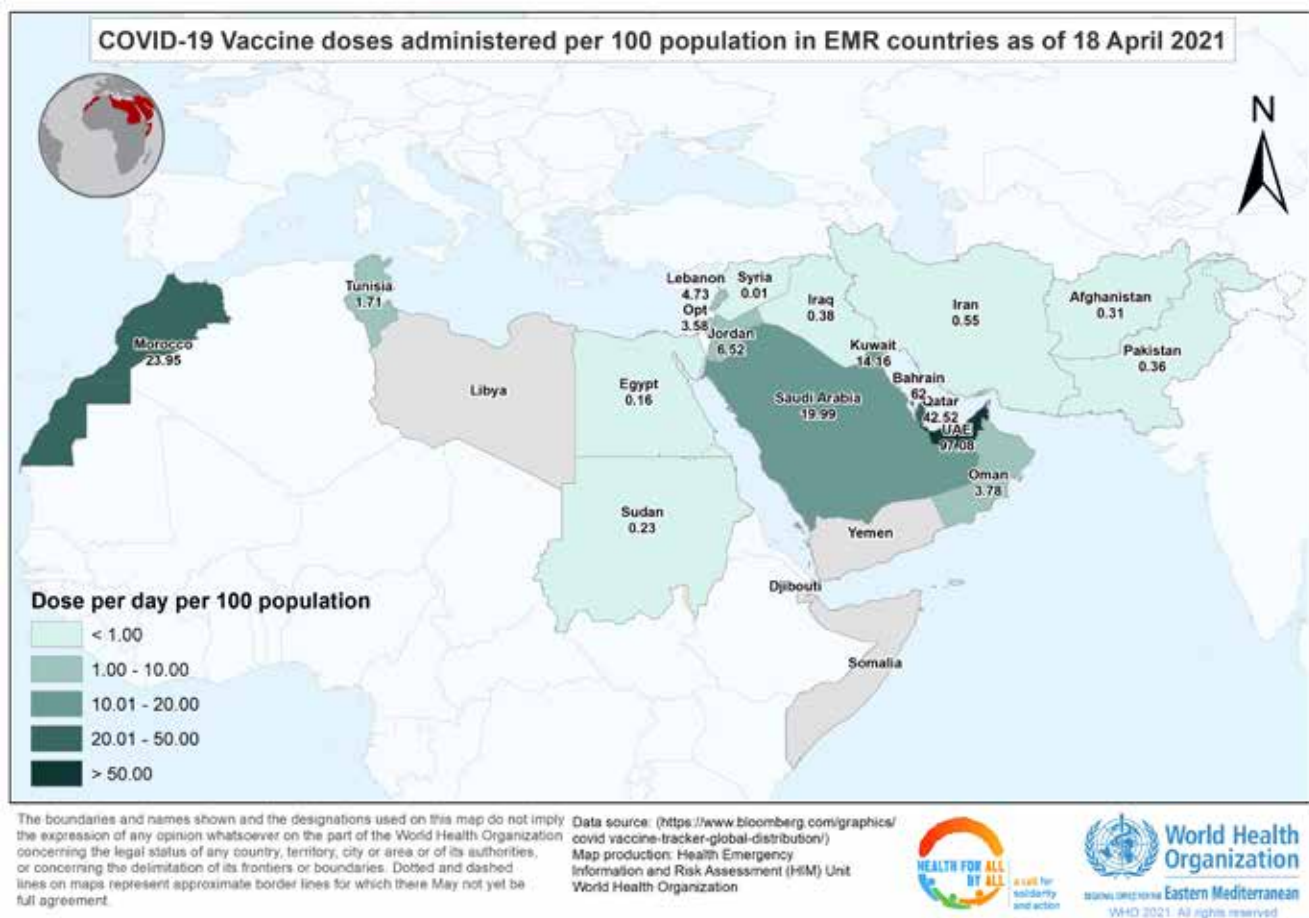 COVID-19 Vaccine doses administered per 100 population in EMR countries as of 18 April 2021
N
Tunisia
1.71
Morocco
23.95
Libya
Egypt
0.16
Sudan
0.23
Lebanon
4.73
Opt
3.58
Syria
0.01
Jordan
6.52
Iraq
0.38
Iran
0.55
Afghanistan
0.31
Pakistan
0.36
Kuwait
14.16
Bahrain
62
Qatar
42.52
UAE
97.08
Saudi Arabia
19.99
Oman
3.78
Yemen
Djibouti
Somalia
Dose per day per 100 population
< 1.00
1.00 - 10.00
10.01 - 20.00
20.01 - 50.00
> 50.00
The boundaries and names shown and the designations used on this map do not imply
the expression of any opinion whatsoever on the part of the World Health Organization
concerning the legal status of any country, territory, city or area or of its authorities,
or concerning the delimitation of its frontiers or boundaries. Dotted and dashed
lines on maps represent approximate border lines for which there May not yet be
full agreement.
Data source: (https://www.bloomberg.com/graphics/
covid vaccine-tracker-global-distribution/)
Map production: Health Emergency
Information and Risk Assessment (HIM) Unit
World Health Organization
HEALTH FOR ALL
BY ALL
a call for
solidarity
and action
World Health
Organization
Eastern Mediterranean
WHO 2021. All rights reserved